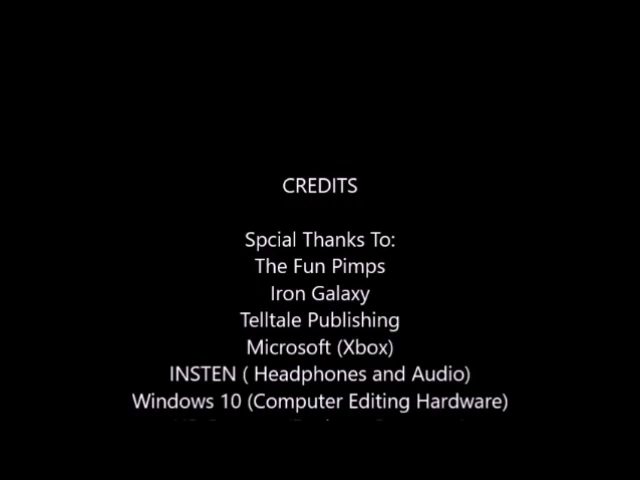 CREDITS
Spcial Thanks To:
The Fun Pimps
Iron Galaxy
Telltale Publishing
Microsoft (Xbox)
INSTEN ( Headphones and Audio)
Windows 10 (Computer Editing Hardware)